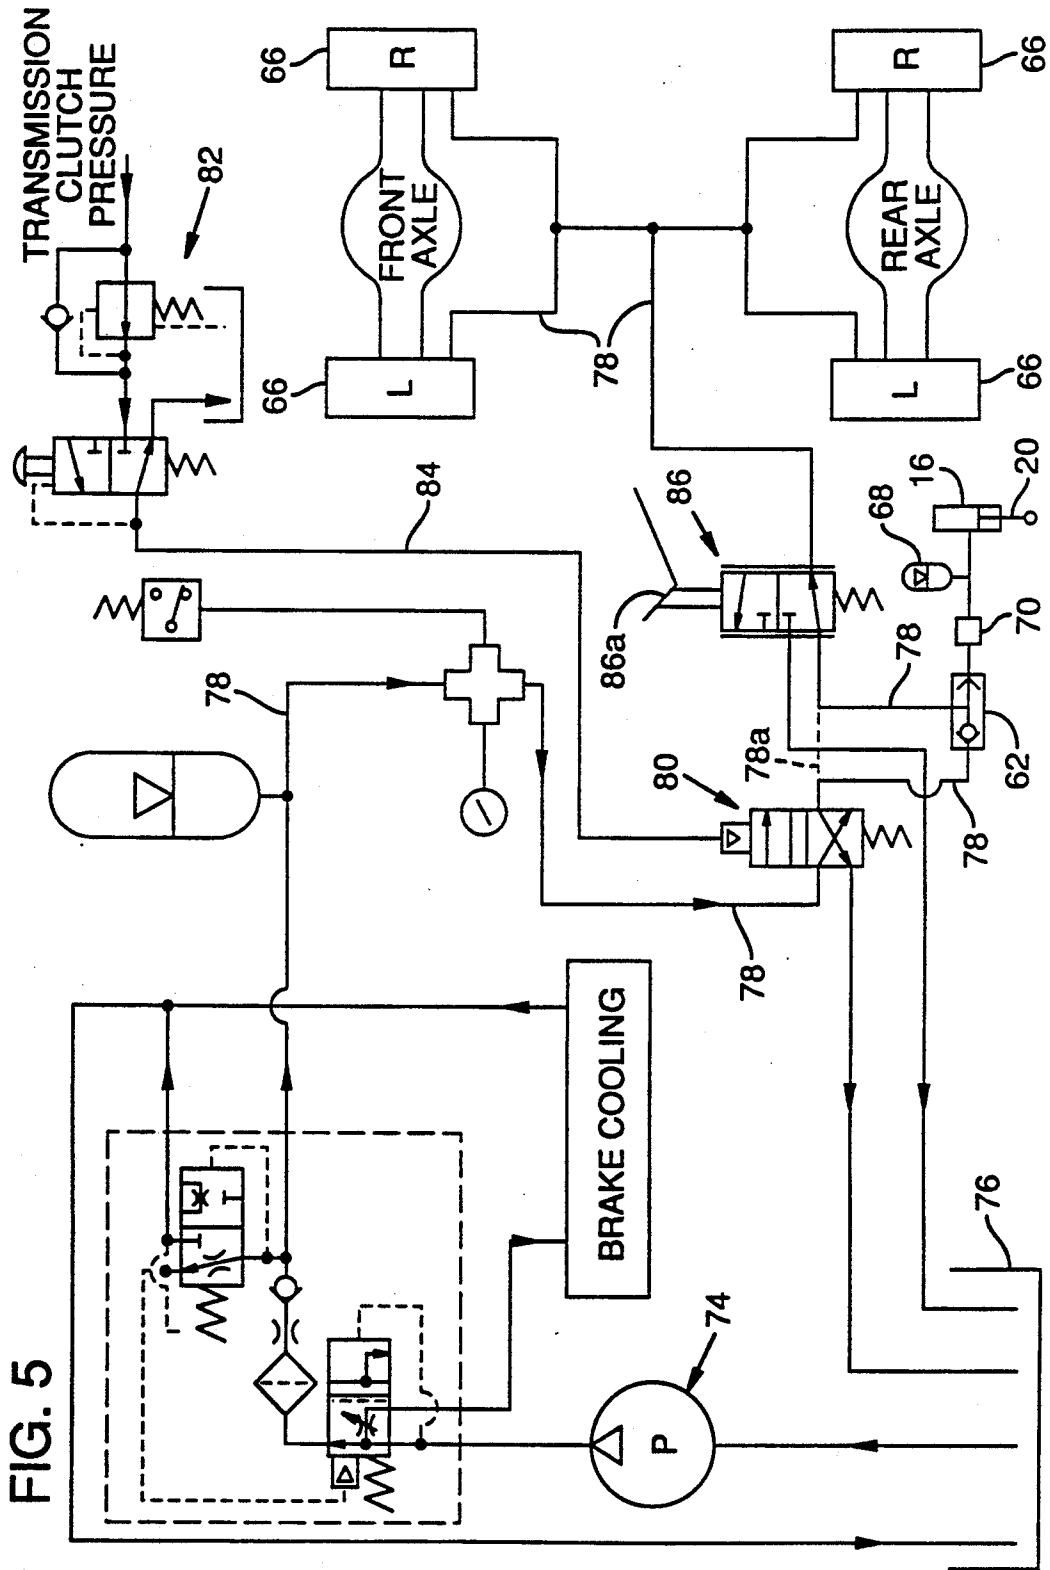 FIG. 5
TRANSMISSION
CLUTCH
PRESSURE
82
84
78
66
R
FRONT
AXLE
66
L
78
66
R
REAR
AXLE
66
L
86
86a
68
16
20
70
78
62
78a
80
78
78
BRAKE COOLING
74
P
76